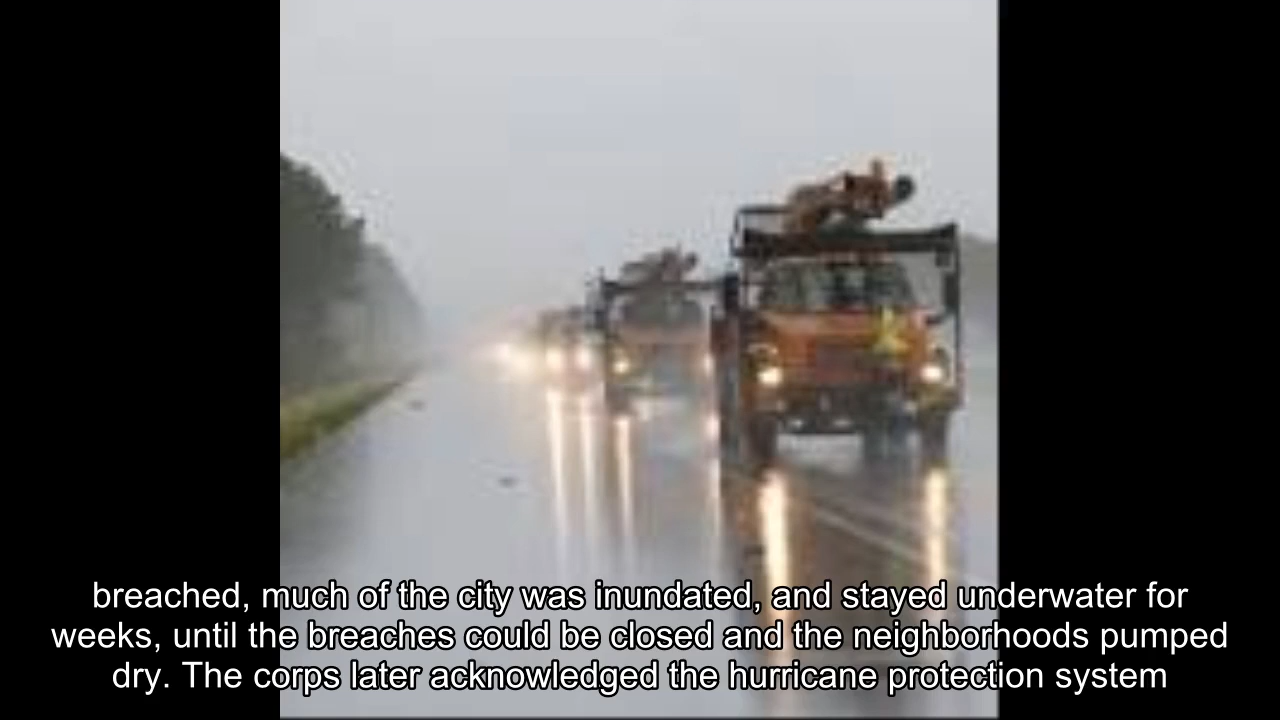 breached, much of the city was inundated, and stayed underwater for
weeks, until the breaches could be closed and the neighborhoods pumped
dry. The corps later acknowledged the hurricane protection system